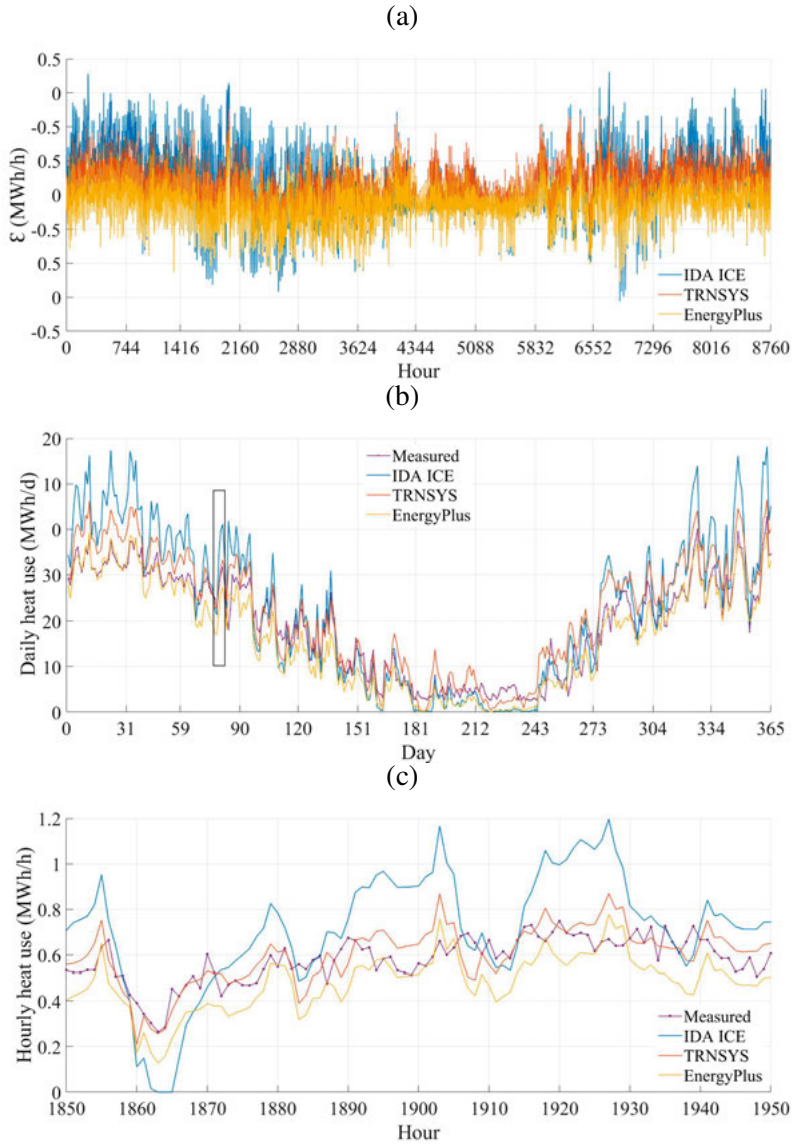 (a)
0.5
0
-0.5
0.5
0
-0.5
0.5
0
-0.5
ε (MWh/h)
IDA ICE
TRNSYS
EnergyPlus
0 744 1416 2160 2880 3624 4344 5088 5832 6552 7296 8016 8760
Hour
(b)
20
10
0
30
20
10
0
Daily heat use (MWh/d)
Measured
IDA ICE
TRNSYS
EnergyPlus
0 31 59 90 120 151 181 212 243 273 304 334 365
Day
(c)
1.2
1
0.8
0.6
0.4
0.2
0
Hourly heat use (MWh/h)
Measured
IDA ICE
TRNSYS
EnergyPlus
1850 1860 1870 1880 1890 1900 1910 1920 1930 1940 1950
Hour